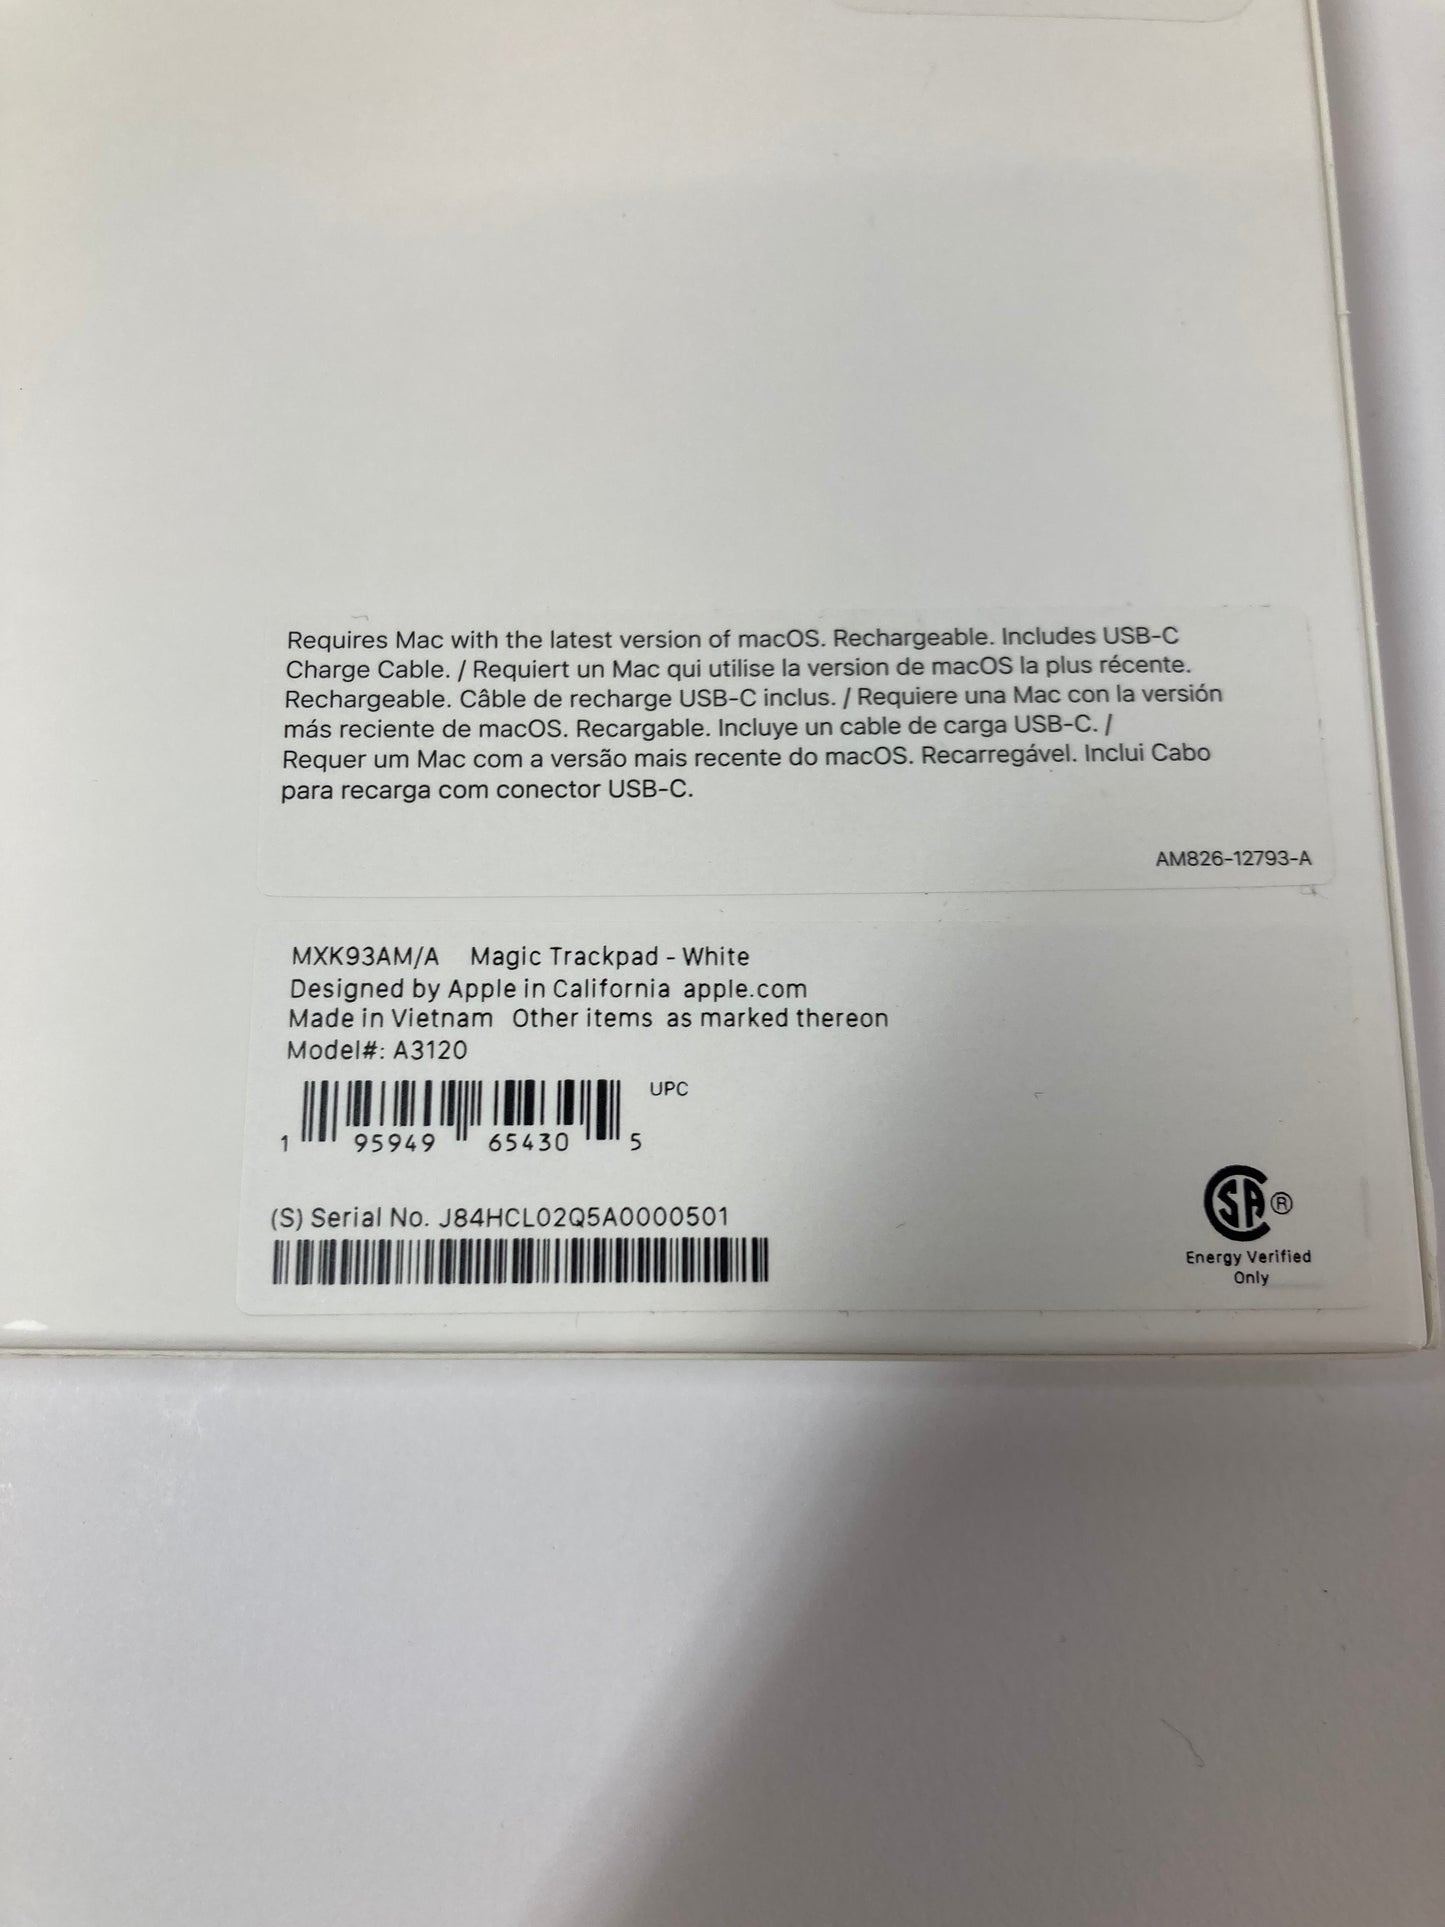 Requires Mac with the latest version of macOS. Rechargeable. Includes USB-C
Charge Cable. / Requiert un Mac qui utilise la version de macOS la plus récente.
Rechargeable. Câble de recharge USB-C inclus. / Requiere una Mac con la versión
más reciente de macOS. Recargable. Incluye un cable de carga USB-C. /
Requer um Mac com a versão mais recente do macOS. Recarregável. Inclui Cabo
para recarga com conector USB-C.
AM826-12793-A
MXK93AM/A Magic Trackpad - White
Designed by Apple in California apple.com
Made in Vietnam Other items as marked thereon
Model#: A3120
UPC
1 95949 65430 5
(S) Serial No. J84HCL02Q5A0000501
SA®
Energy Verified
Only